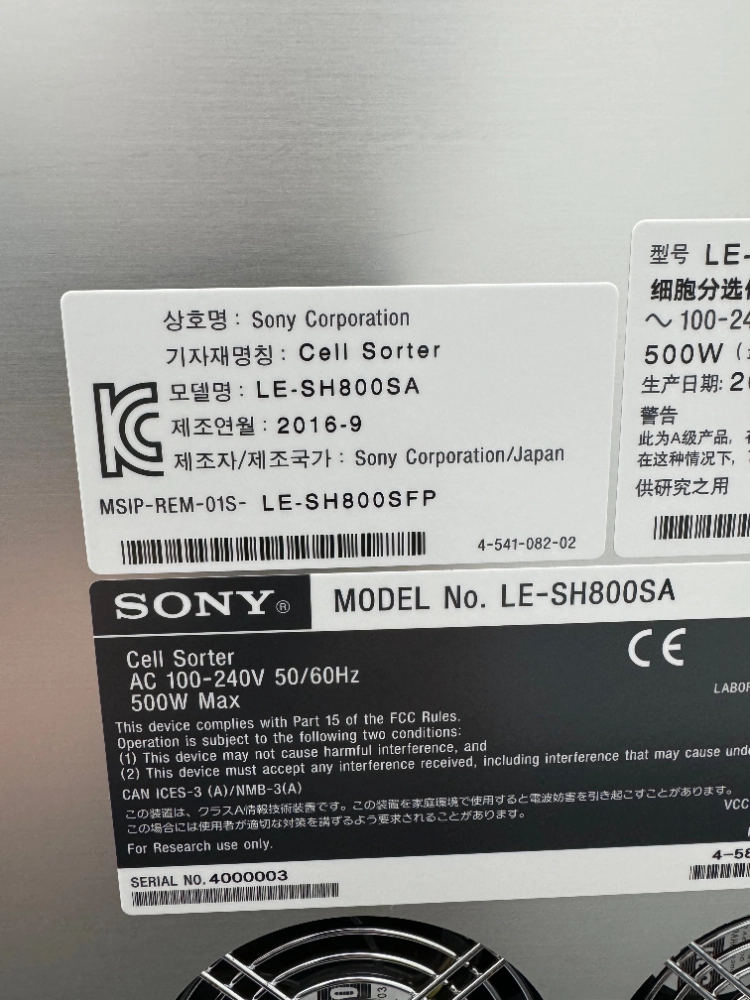 상호명 : Sony Corporation
기자재명칭 : Cell Sorter
모델명 : LE-SH800SA
제조연월 : 2016-9
제조자/제조국가 : Sony Corporation/Japan
MSIP-REM-01S- LE-SH800SFP
4-541-082-02
型号 LE-
细胞分选
～ 100-24
500W (
生产日期: 20
警告
此为A级产品,
在这种情况下,
供研究之用
SONY® MODEL No. LE-SH800SA
Cell Sorter
AC 100-240V 50/60Hz
500W Max
CE
LABOR
This device complies with Part 15 of the FCC Rules.
Operation is subject to the following two conditions:
(1) This device may not cause harmful interference, and
(2) This device must accept any interference received, including interference that may cause und
CAN ICES-3 (A)/NMB-3(A)
この装置は、クラスA情報技術装置です。この装置を家庭環境で使用すると電波妨害を引き起こすことがあります。
この場合には使用者が適切な対策を講ずるよう要求されることがあります。
VCC
For Research use only.
4-58
SERIAL NO. 4000003